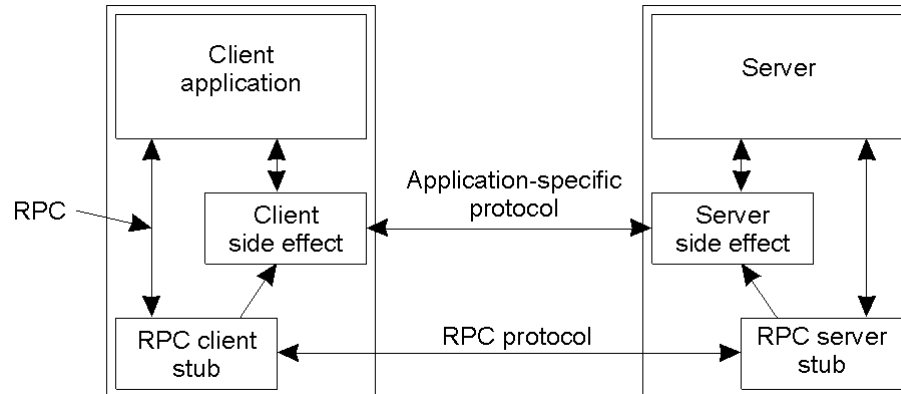 Client
application
Server
RPC
Client
side effect
Application-specific
protocol
Server
side effect
RPC client
stub
RPC protocol
RPC server
stub